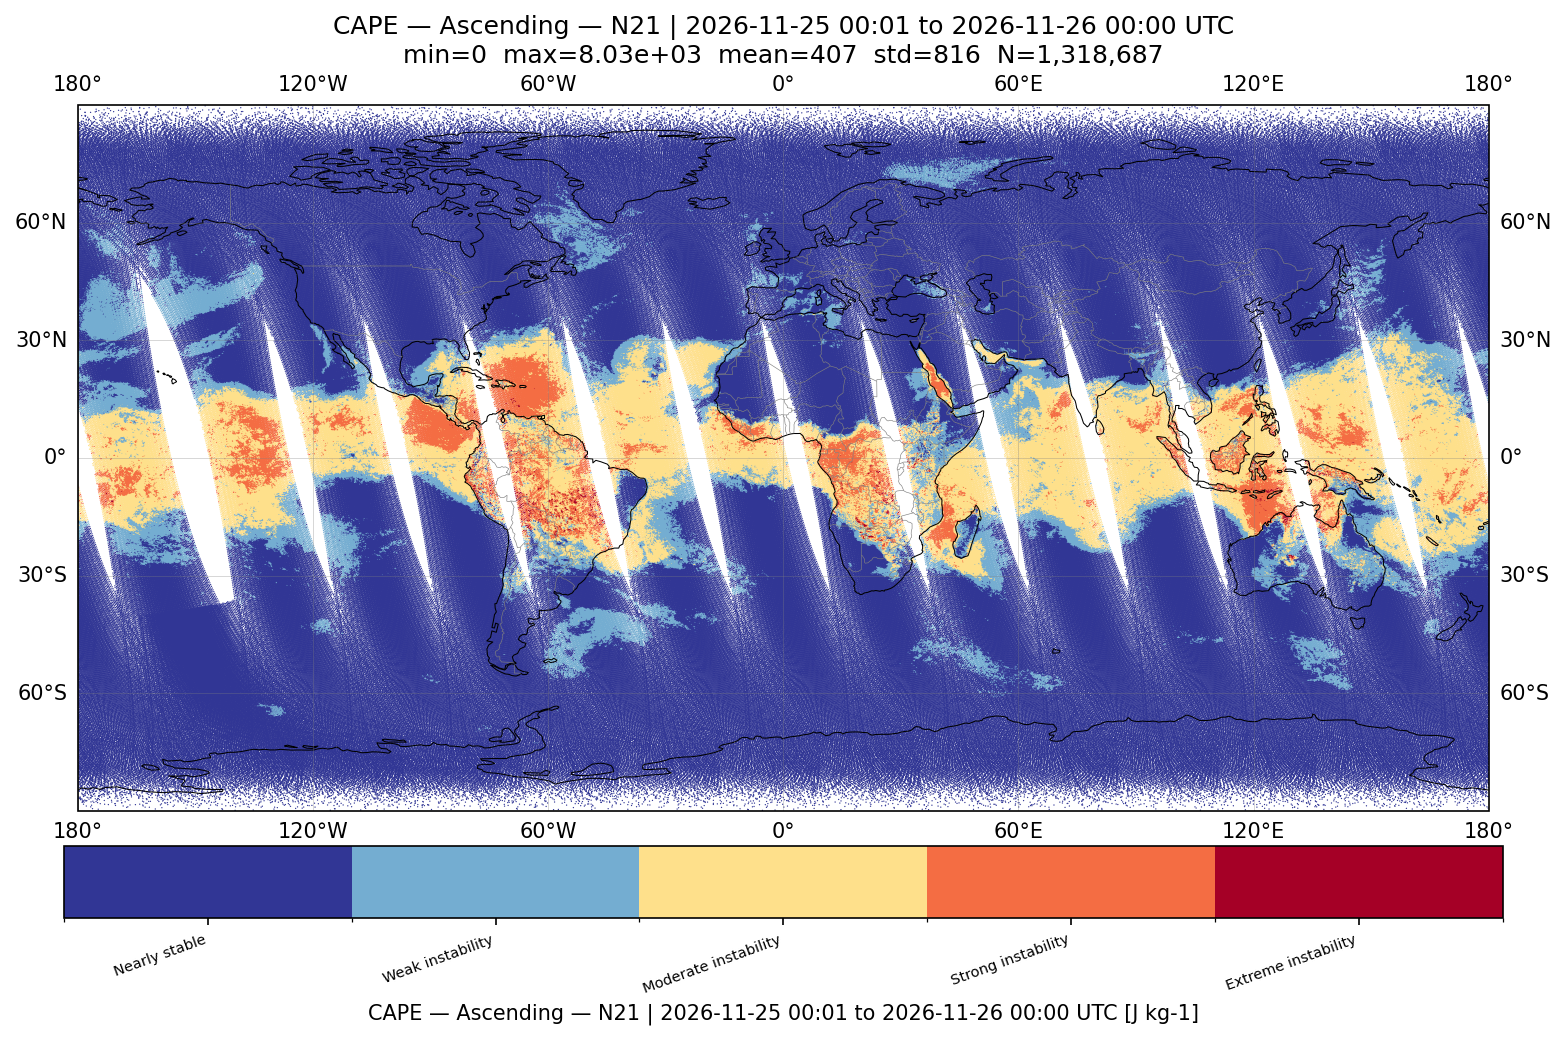 CAPE — Ascending — N21 | 2026-11-25 00:01 to 2026-11-26 00:00 UTC
min=0 max=8.03e+03 mean=407 std=816 N=1,318,687
180° 120°W 60°W 0° 60°E 120°E 180°
60°N 60°N
30°N 30°N
0° 0°
30°S 30°S
60°S 60°S
180° 120°W 60°W 0° 60°E 120°E 180°
Nearly stable Weak instability Moderate instability Strong instability Extreme instability
CAPE — Ascending — N21 | 2026-11-25 00:01 to 2026-11-26 00:00 UTC [J kg-1]